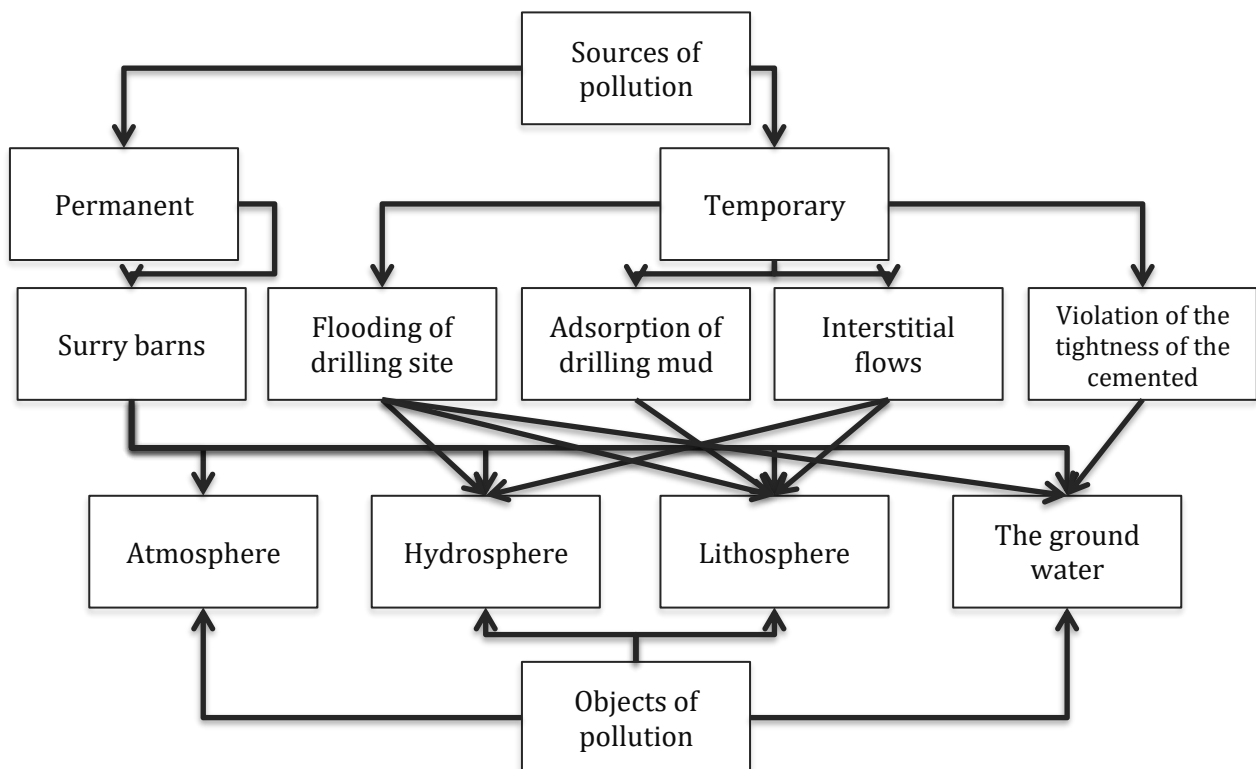 Sources of
pollution
Permanent
Temporary
Surry barns
Flooding of
drilling site
Adsorption of
drilling mud
Interstitial
flows
Violation of the
tightness of the
cemented
Atmosphere
Hydrosphere
Lithosphere
The ground
water
Objects of
pollution